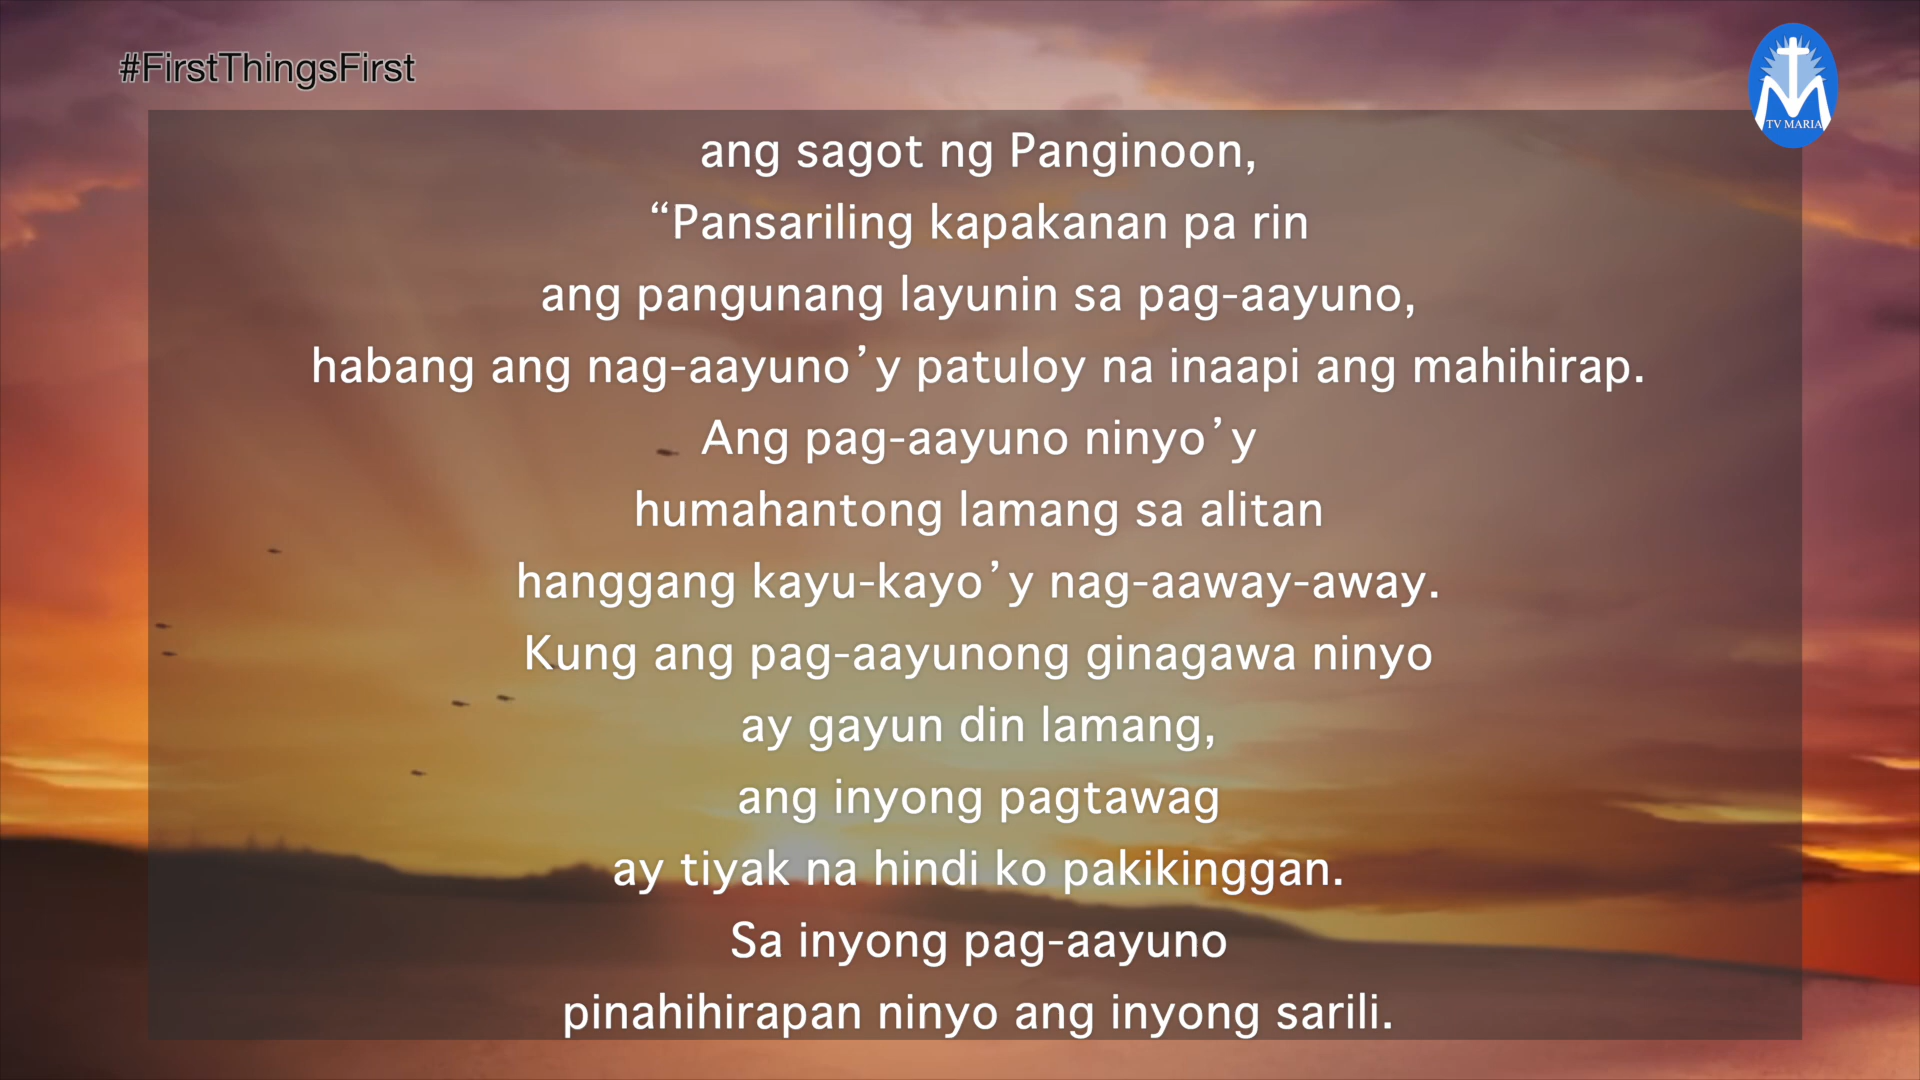 #FirstThingsFirst
TV MARIA
ang sagot ng Panginoon,
“Pansariling kapakanan pa rin
ang pangunang layunin sa pag-aayuno,
habang ang nag-aayuno’y patuloy na inaapi ang mahihirap.
Ang pag-aayuno ninyo’y
humahantong lamang sa alitan
hanggang kayu-kayo’y nag-aaway-away.
Kung ang pag-aayunong ginagawa ninyo
ay gayun din lamang,
ang inyong pagtawag
ay tiyak na hindi ko pakikinggan.
Sa inyong pag-aayuno
pinahihirapan ninyo ang inyong sarili.